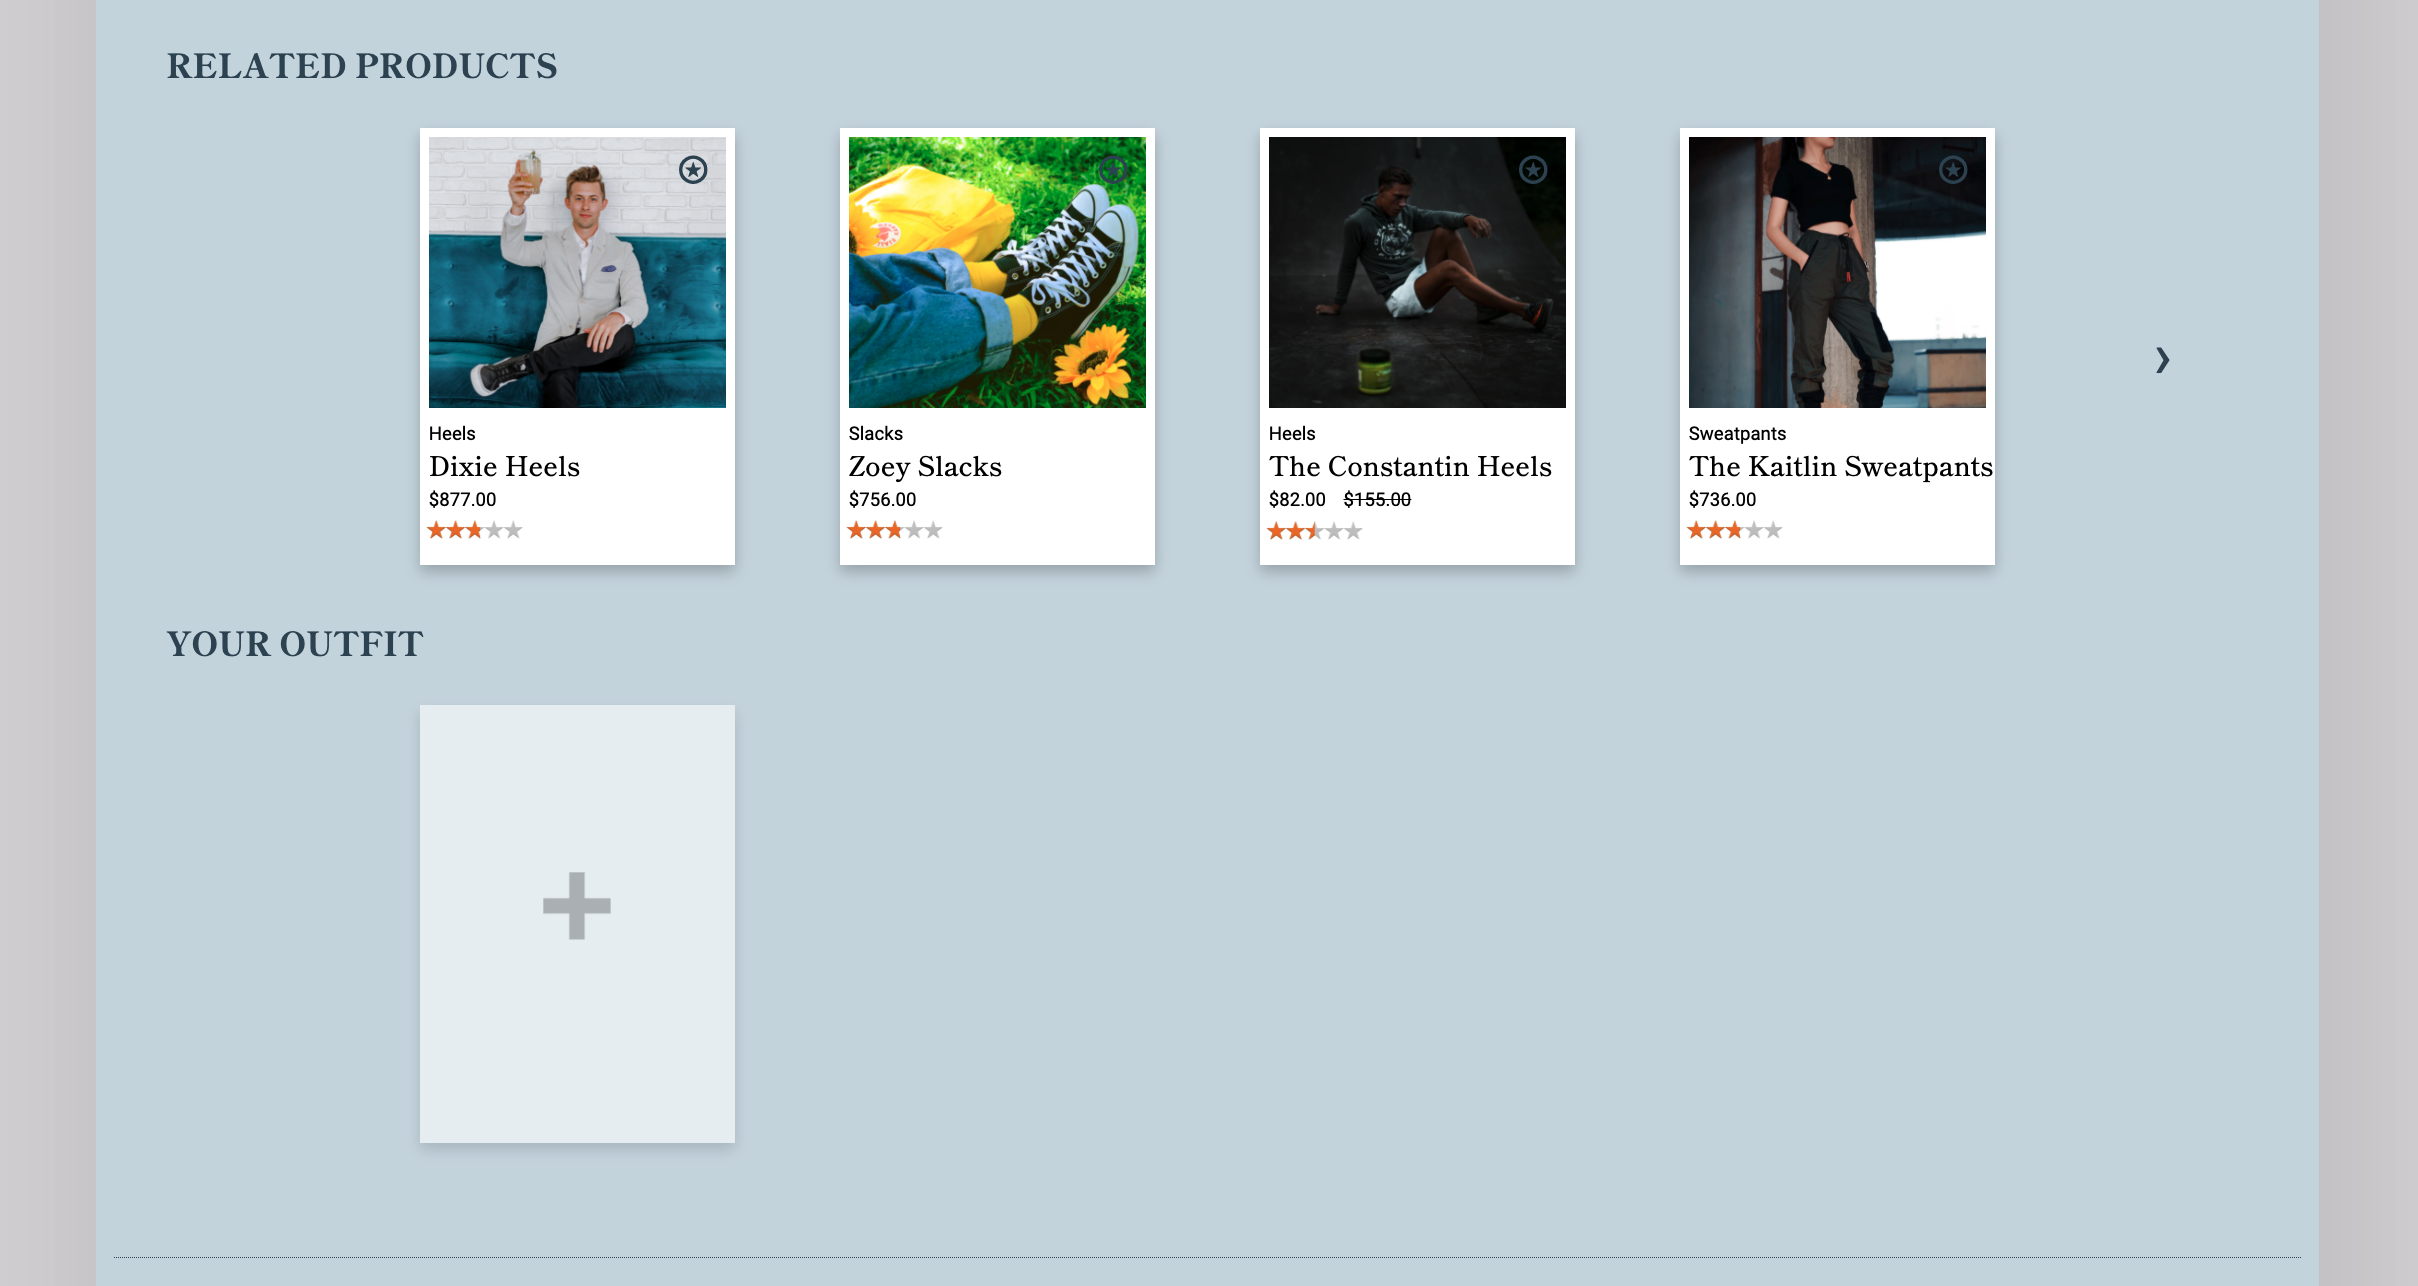 RELATED PRODUCTS
Heels
Dixie Heels
$877.00
Slacks
Zoey Slacks
$756.00
Heels
The Constantin Heels
$82.00 $155.00
Sweatpants
The Kaitlin Sweatpants
$736.00
YOUR OUTFIT